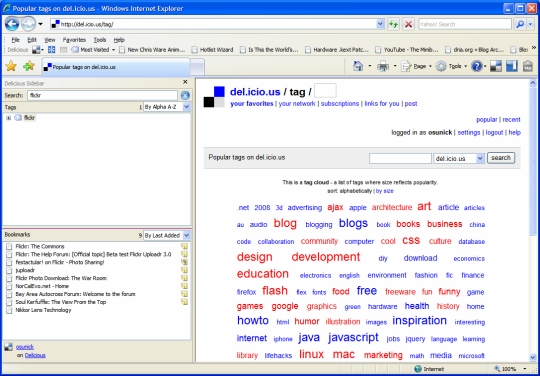 Popular tags on del.icio.us - Windows Internet Explorer
http://del.icio.us/tag/
Yahoo! Search
File Edit View Favorites Tools Help
Delicious Most Visited New Chris Ware Anim... Hotlist Wizard Is This the World's... Hardware .kext Patc... YouTube - The Mimb... dria.org » Blog Arc... Blo
Popular tags on del.icio.us
Page Tools
Delicious Sidebar
Search: flickr
Tags 1 By Alpha A-Z
flickr
Bookmarks 9 By Last Added
Flickr: The Commons
Flickr: The Help Forum: [Official topic] Beta test Flickr Uploadr 3.0
festactular! on Flickr - Photo Sharing!
juploadr
Flickr Photo Download: The War Room
NorCalEvo.net - Home
Bay Area Autocross Forum: Welcome to the forum
Soul Kerfuffle: The View From the Top
Nikkor Lens Technology
osunick
on Delicious
del.icio.us / tag /
your favorites | your network | subscriptions | links for you | post
popular | recent
logged in as osunick | settings | logout | help
Popular tags on del.icio.us del.icio.us search
This is a tag cloud - a list of tags where size reflects popularity.
sort: alphabetically | by size
.net 2008 3d advertising ajax apple architecture art article articles
au audio blog blogging blogs book books business china
code collaboration community computer cool css culture database
design development diy download economics
education electronics english environment fashion fic finance
firefox flash flex fonts food free freeware fun funny game
games google graphics green hardware health history home
howto html humor illustration images inspiration interesting
internet iphone java javascript jobs jquery language learning
library lifehacks linux mac marketing math media microsoft
Internet 100%